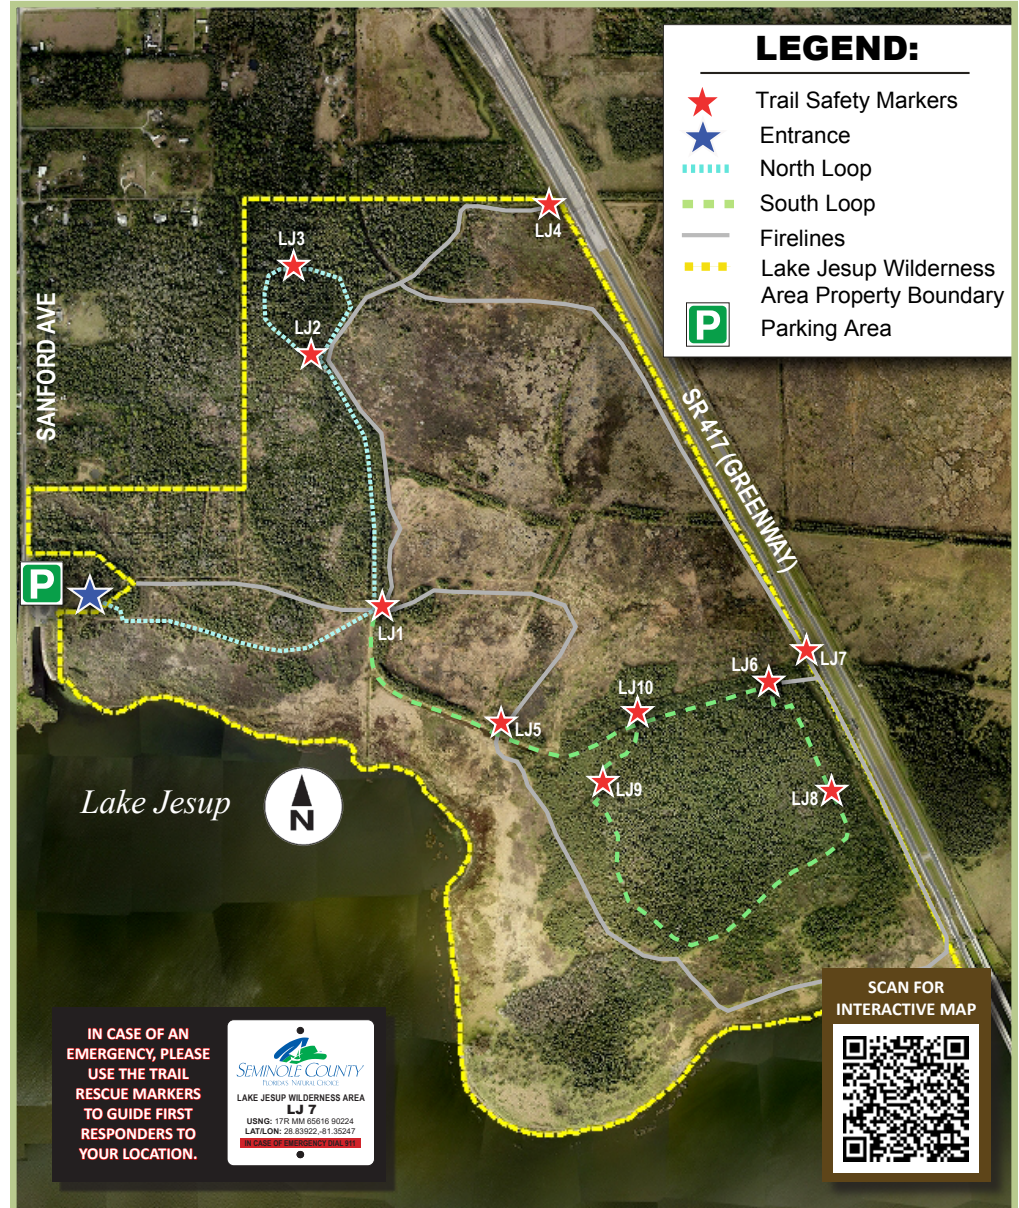 LEGEND:
Trail Safety Markers
Entrance
North Loop
South Loop
Firelines
Lake Jesup Wilderness
Area Property Boundary
P
Parking Area
LJ4
LJ3
LJ2
SANFORD AVE
SR 417 (GREENWAY)
P
LJ1
LJ7
LJ6
LJ10
LJ5
LJ9
LJ8
Lake Jesup
N
SCAN FOR
INTERACTIVE MAP
IN CASE OF AN
EMERGENCY, PLEASE
USE THE TRAIL
RESCUE MARKERS
TO GUIDE FIRST
RESPONDERS TO
YOUR LOCATION.
SEMINOLE COUNTY
FLORIDA'S NATURAL CHOICE
LAKE JESUP WILDERNESS AREA
LJ 7
USNG: 17R MM 65616 90224
LAT/LON: 28.83922,-81.35247
IN CASE OF EMERGENCY DIAL 911